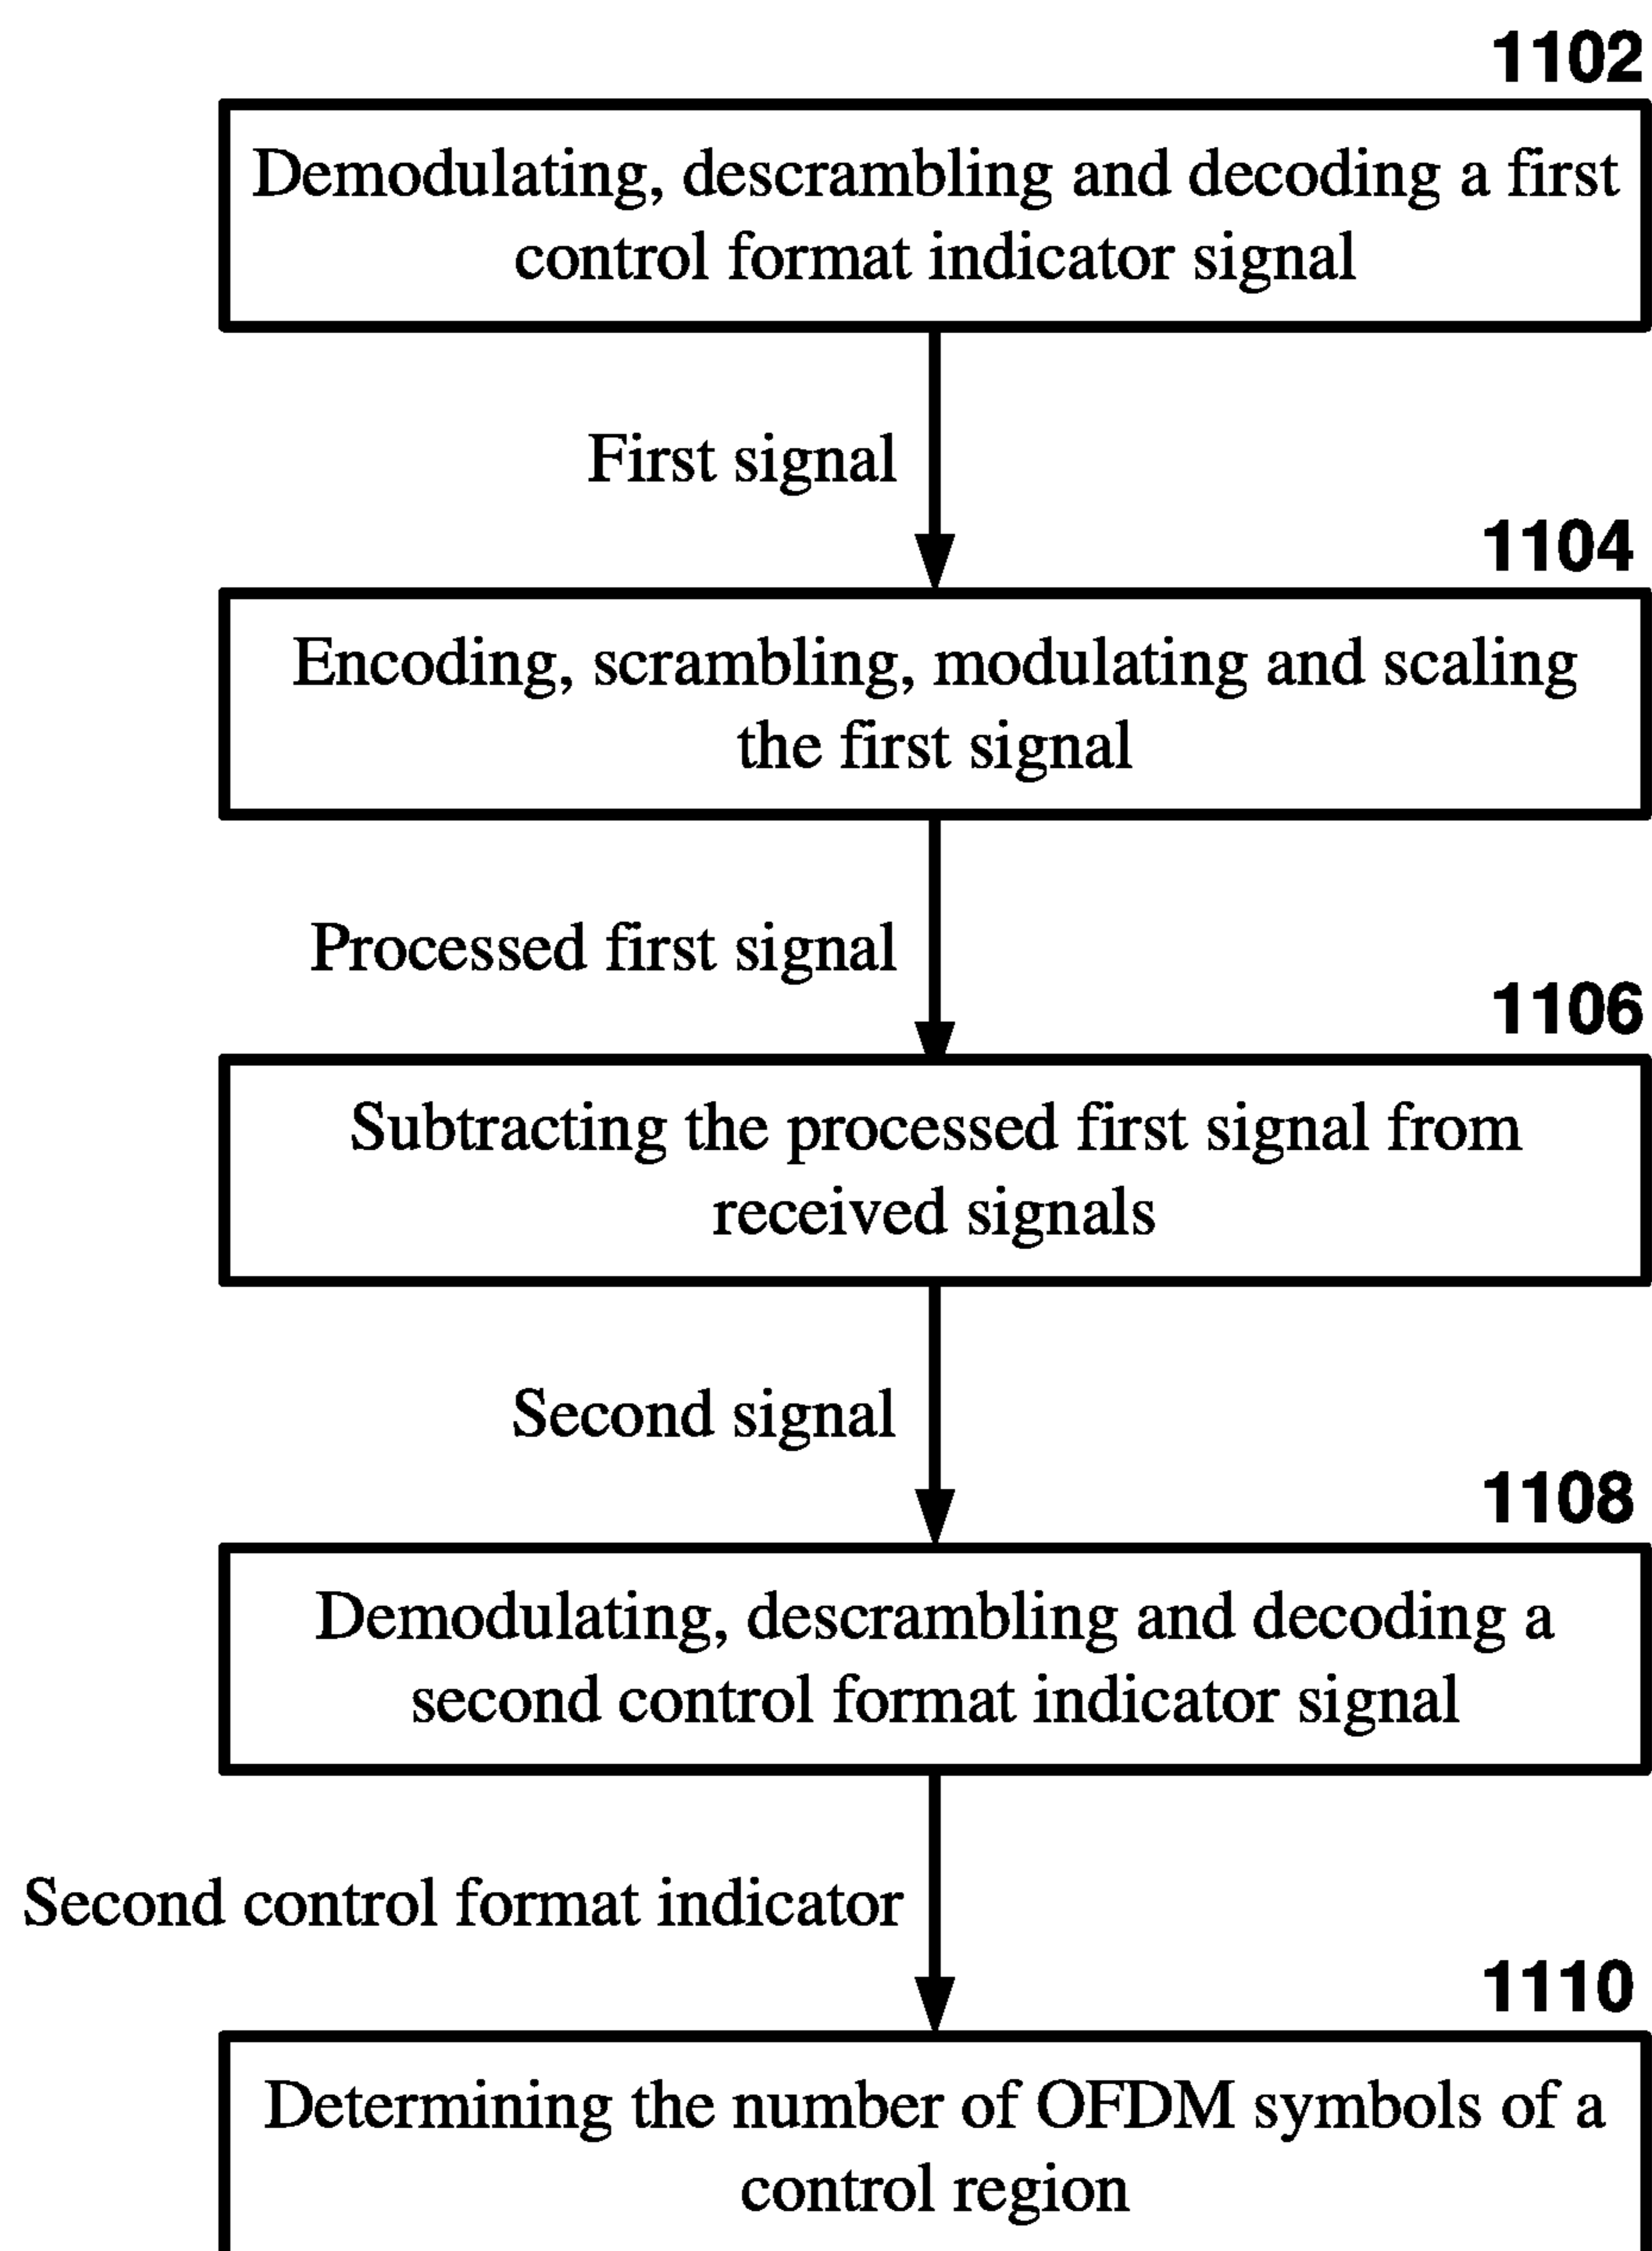 1102
Demodulating, descrambling and decoding a first
control format indicator signal
First signal
1104
Encoding, scrambling, modulating and scaling
the first signal
Processed first signal
1106
Subtracting the processed first signal from
received signals
Second signal
1108
Demodulating, descrambling and decoding a
second control format indicator signal
Second control format indicator
1110
Determining the number of OFDM symbols of a
control region